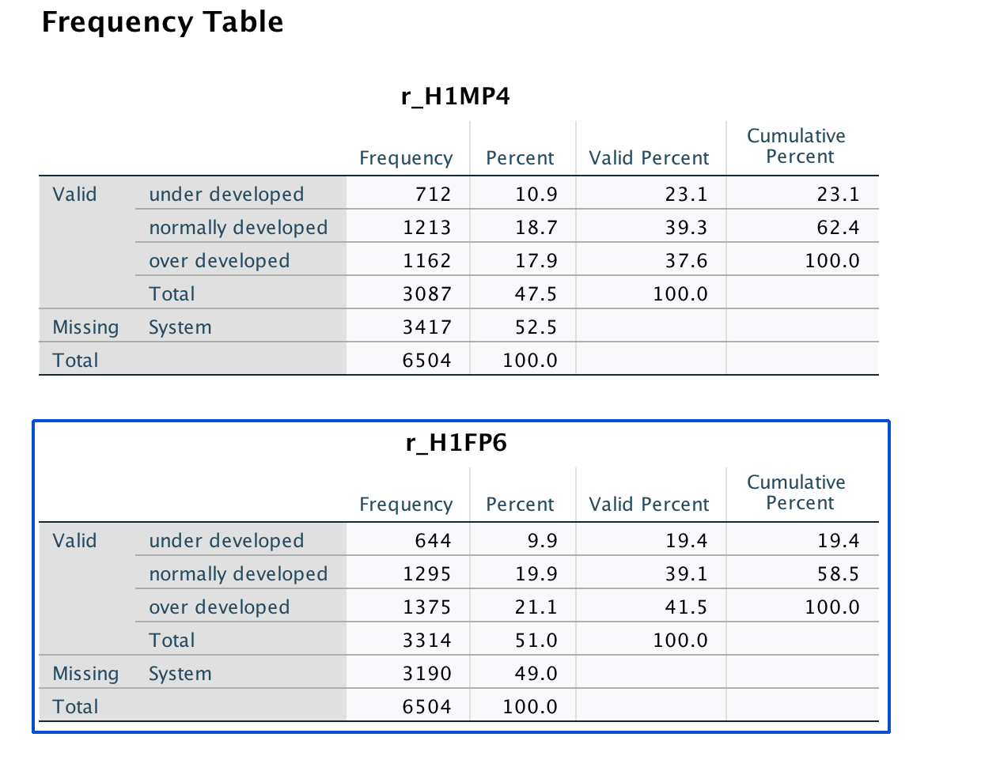 Frequency Table
r_H1MP4
Frequency Percent Valid Percent Cumulative Percent
Valid under developed 712 10.9 23.1 23.1
normally developed 1213 18.7 39.3 62.4
over developed 1162 17.9 37.6 100.0
Total 3087 47.5 100.0
Missing System 3417 52.5
Total 6504 100.0
r_H1FP6
Frequency Percent Valid Percent Cumulative Percent
Valid under developed 644 9.9 19.4 19.4
normally developed 1295 19.9 39.1 58.5
over developed 1375 21.1 41.5 100.0
Total 3314 51.0 100.0
Missing System 3190 49.0
Total 6504 100.0